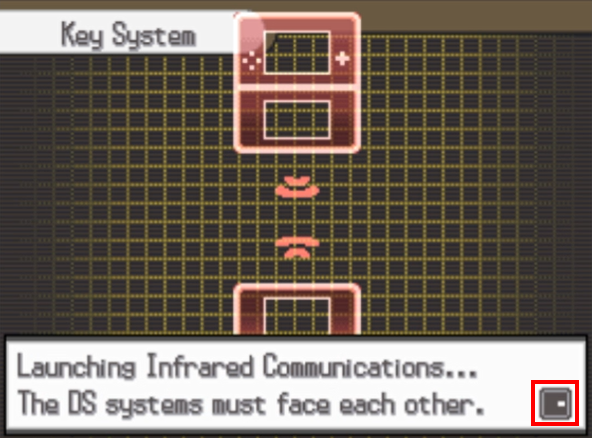 Key System
Launching Infrared Communications...
The DS systems must face each other.